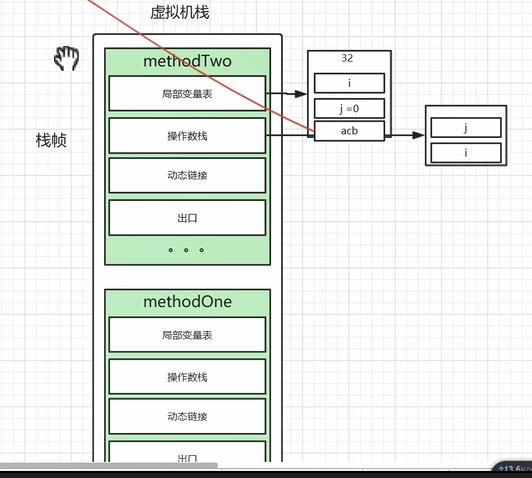 虚拟机栈
methodTwo
局部变量表
操作数栈
动态链接
出口
。。。
32
i
j =0
acb
j
i
栈帧
methodOne
局部变量表
操作数栈
动态链接
出口